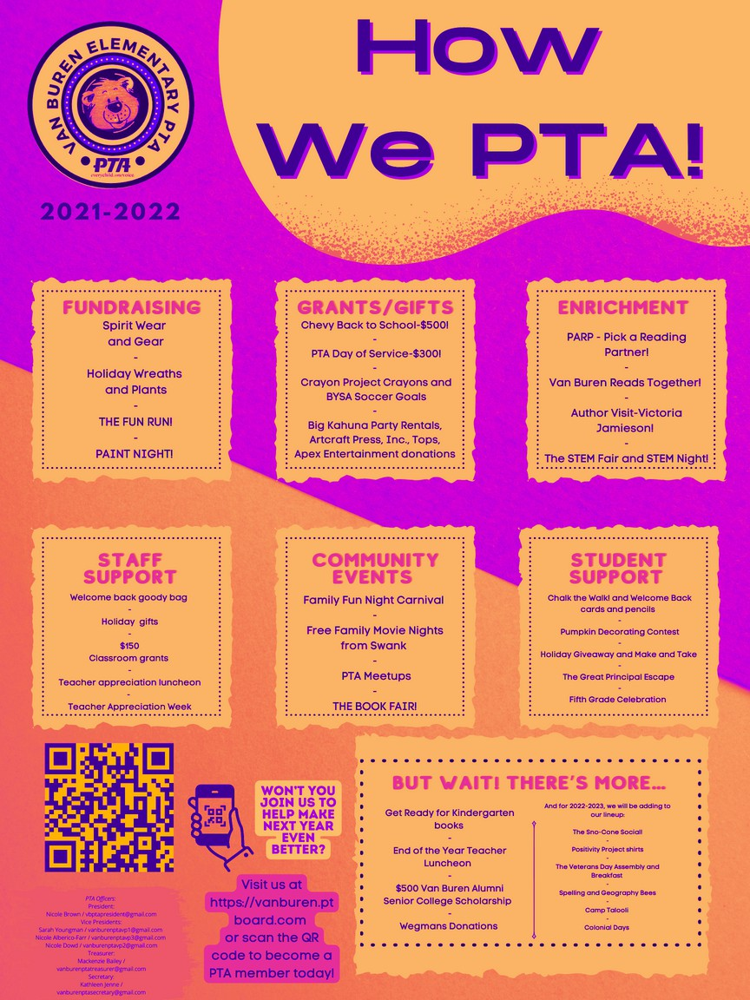 VAN BUREN ELEMENTARY PTA
PTA
everychild.onevoice
2021-2022
How
We PTA!
FUNDRAISING
Spirit Wear
and Gear
-
Holiday Wreaths
and Plants
-
THE FUN RUN!
-
PAINT NIGHT!
GRANTS/GIFTS
Chevy Back to School-$500!
-
PTA Day of Service-$300!
-
Crayon Project Crayons and
BYSA Soccer Goals
-
Big Kahuna Party Rentals,
Artcraft Press, Inc., Tops,
Apex Entertainment donations
ENRICHMENT
PARP - Pick a Reading
Partner!
-
Van Buren Reads Together!
-
Author Visit-Victoria
Jamieson!
-
The STEM Fair and STEM Night!
STAFF
SUPPORT
Welcome back goody bag
-
Holiday gifts
-
$150
Classroom grants
-
Teacher appreciation luncheon
-
Teacher Appreciation Week
COMMUNITY
EVENTS
Family Fun Night Carnival
-
Free Family Movie Nights
from Swank
-
PTA Meetups
-
THE BOOK FAIR!
STUDENT
SUPPORT
Chalk the Walk! and Welcome Back
cards and pencils
-
Pumpkin Decorating Contest
-
Holiday Giveaway and Make and Take
-
The Great Principal Escape
-
Fifth Grade Celebration
WON'T YOU
JOIN US TO
HELP MAKE
NEXT YEAR
EVEN
BETTER?
Visit us at
https://vanburen.pt
board.com
or scan the QR
code to become a
PTA member today!
PTA Officers:
President:
Nicole Brown / vbptapresident@gmail.com
Vice Presidents:
Sarah Youngman / vanburenptavp1@gmail.com
Nicole Alberico-Farr / vanburenptavp3@gmail.com
Nicole Dowd / vanburenptavp2@gmail.com
Treasurer:
Mackenzie Bailey /
vanburenptatreasurer@gmail.com
Secretary:
Kathleen Jenne /
vanburenptasecretary@gmail.com
BUT WAIT! THERE'S MORE...
Get Ready for Kindergarten
books
-
End of the Year Teacher
Luncheon
-
$500 Van Buren Alumni
Senior College Scholarship
-
Wegmans Donations
And for 2022-2023, we will be adding to
our lineup:
The Sno-Cone Social!
-
Positivity Project shirts
-
The Veterans Day Assembly and
Breakfast
-
Spelling and Geography Bees
-
Camp Talooli
-
Colonial Days